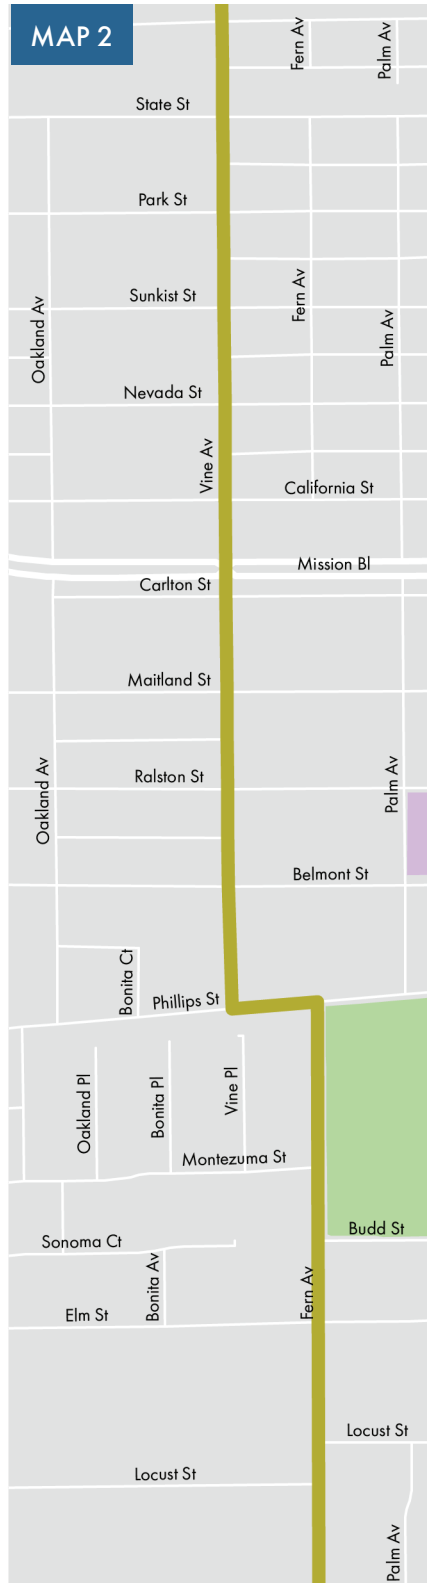 MAP 2
Fern Av
Palm Av
State St
Park St
Fern Av
Sunkist St
Oakland Av
Palm Av
Nevada St
Vine Av
California St
Mission Bl
Carlton St
Maitland St
Ralston St
Oakland Av
Palm Av
Belmont St
Bonita Ct
Phillips St
Oakland Pl
Bonita Pl
Vine Pl
Montezuma St
Budd St
Sonoma Ct
Bonita Av
Fern Av
Elm St
Locust St
Locust St
Palm Av